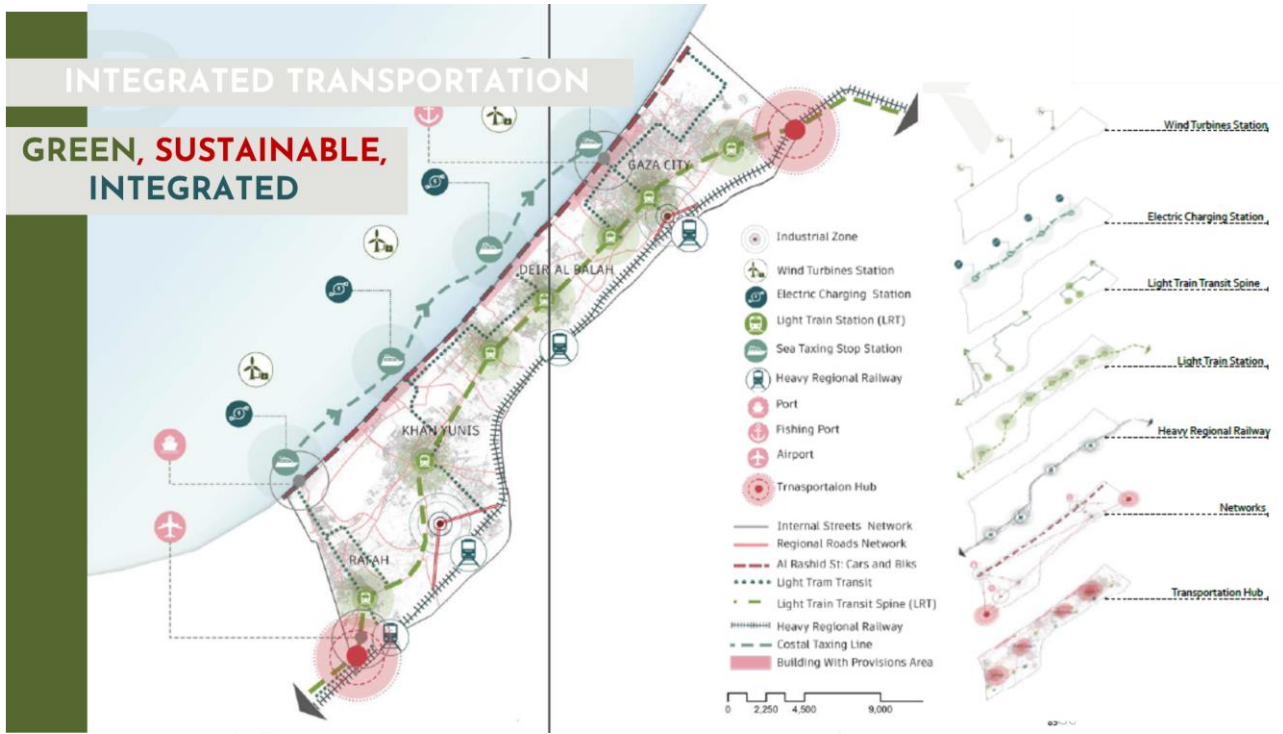 INTEGRATED TRANSPORTATION
GREEN, SUSTAINABLE,
INTEGRATED
GAZA CITY
DEIR AL BALAH
KHAN YUNIS
RAFAH
Industrial Zone
Wind Turbines Station
Electric Charging Station
Light Train Station (LRT)
Sea Taxing Stop Station
Heavy Regional Railway
Port
Fishing Port
Airport
Trnasportaion Hub
Internal Streets Network
Regional Roads Network
Al Rashid St: Cars and Biks
Light Tram Transit
Light Train Transit Spine (LRT)
Heavy Regional Railway
Costal Taxing Line
Building With Provisions Area
0 2,250 4,500 9,000
Wind Turbines Station
Electric Charging Station
Light Train Transit Spine
Light Train Station
Heavy Regional Railway
Networks
Transportation Hub